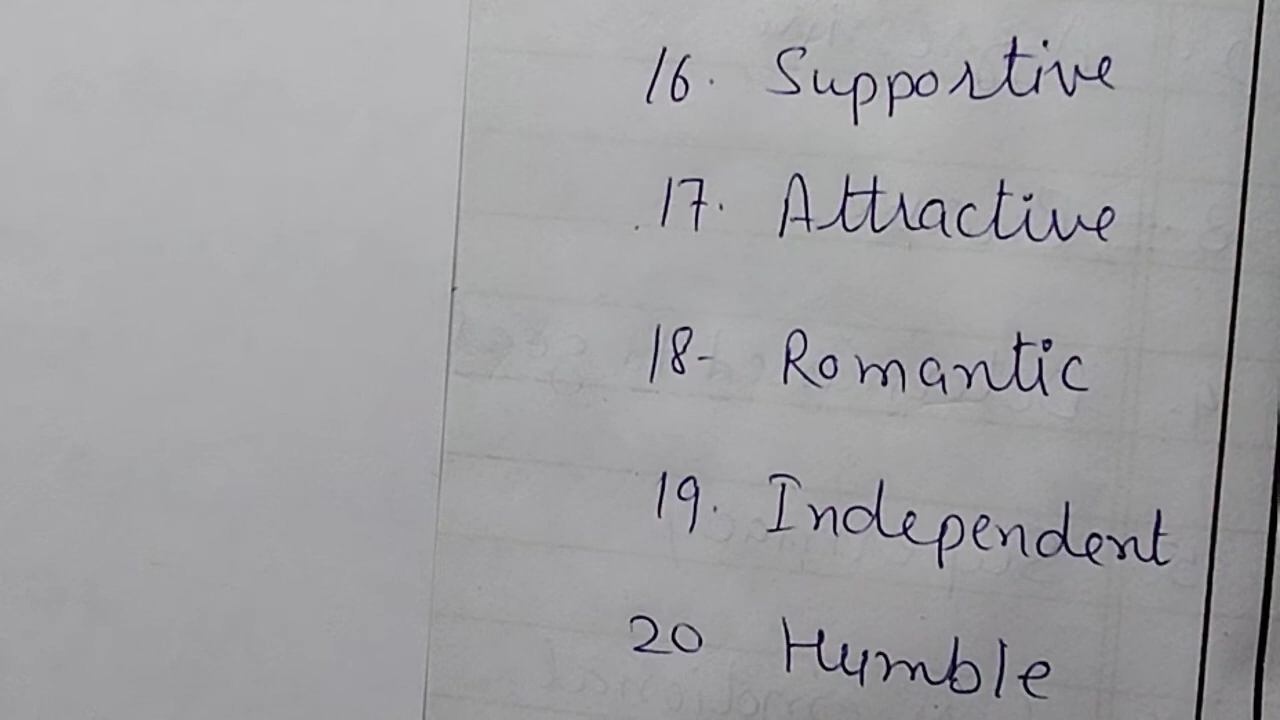 16. Supportive
17. Attractive
18- Romantic
19. Independent
20 Humble